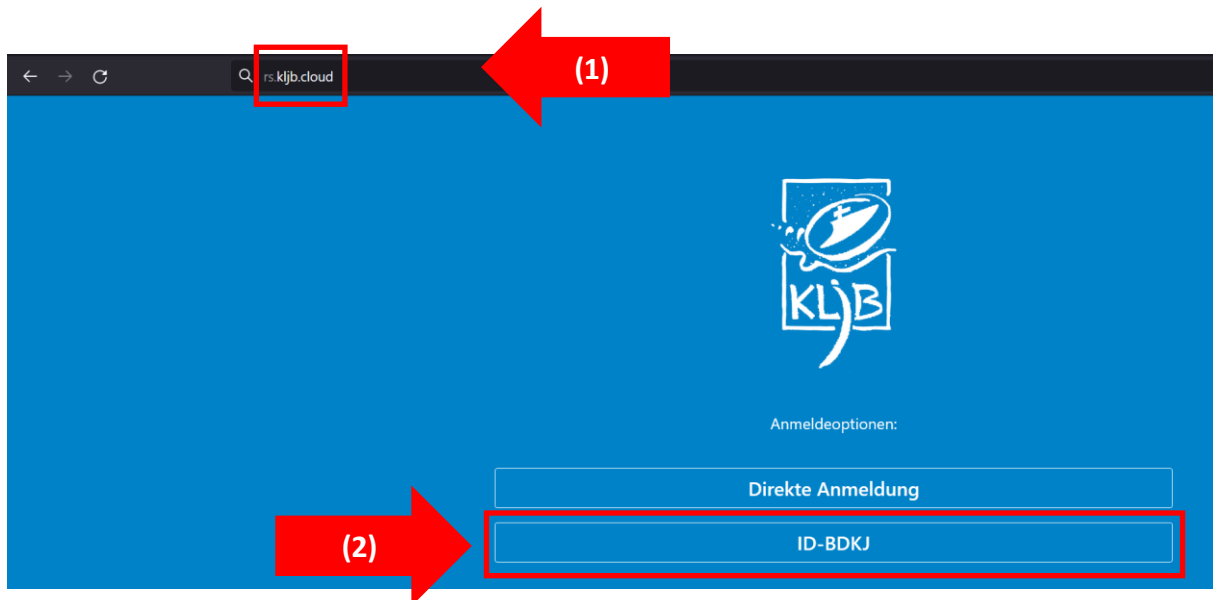 (1)
rs.kljb.cloud
KLJB
Anmeldeoptionen:
Direkte Anmeldung
(2)
ID-BDKJ